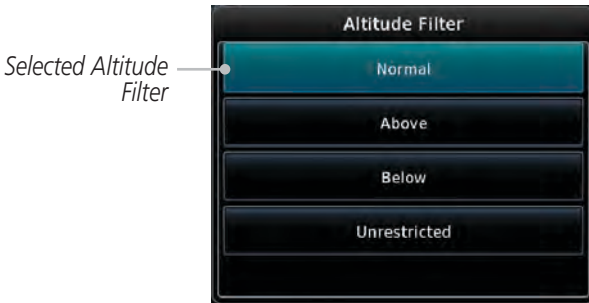 Altitude Filter
Selected Altitude
Filter
Normal
Above
Below
Unrestricted